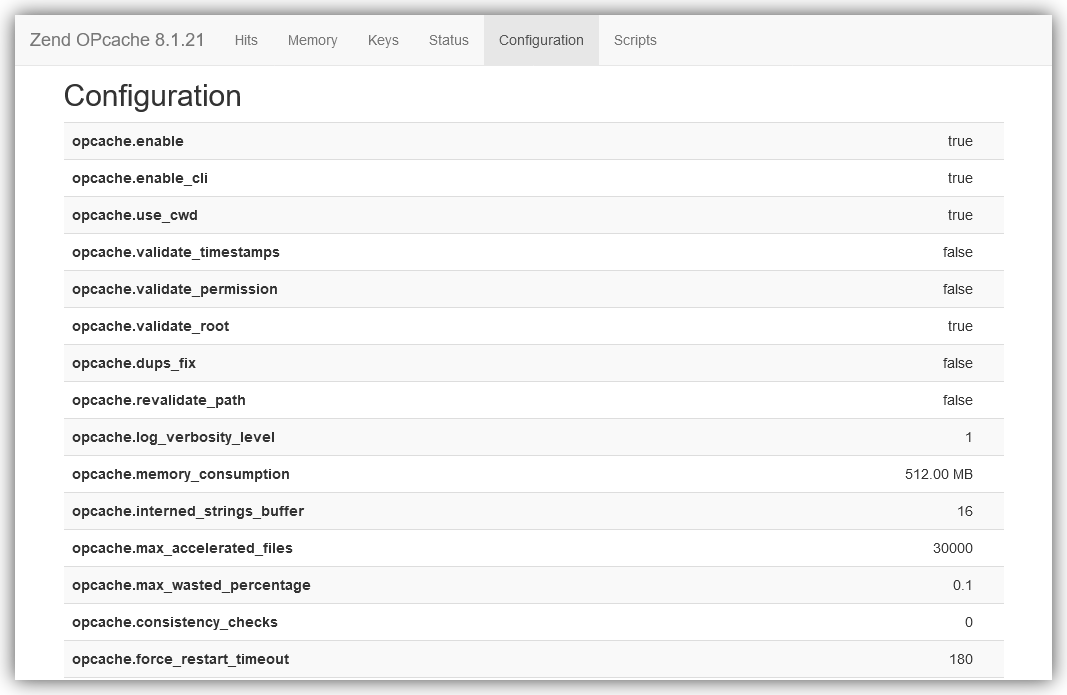 Zend OPcache 8.1.21 Hits Memory Keys Status Configuration Scripts
Configuration
opcache.enable true
opcache.enable_cli true
opcache.use_cwd true
opcache.validate_timestamps false
opcache.validate_permission false
opcache.validate_root true
opcache.dups_fix false
opcache.revalidate_path false
opcache.log_verbosity_level 1
opcache.memory_consumption 512.00 MB
opcache.interned_strings_buffer 16
opcache.max_accelerated_files 30000
opcache.max_wasted_percentage 0.1
opcache.consistency_checks 0
opcache.force_restart_timeout 180